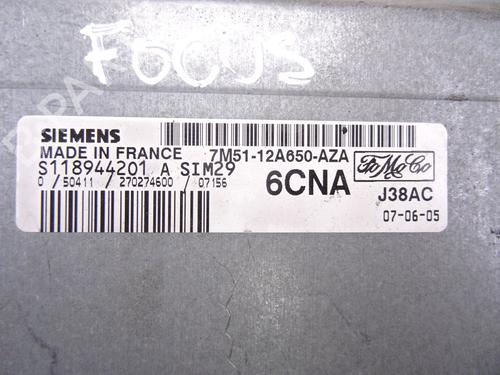 FOCUS
SIEMENS
MADE IN FRANCE 7M51-12A650-AZA
S118944201 A SIM29
0 / 50411 / 270274600 / 07156
6CNA
FoMoCo
J38AC
07-06-05